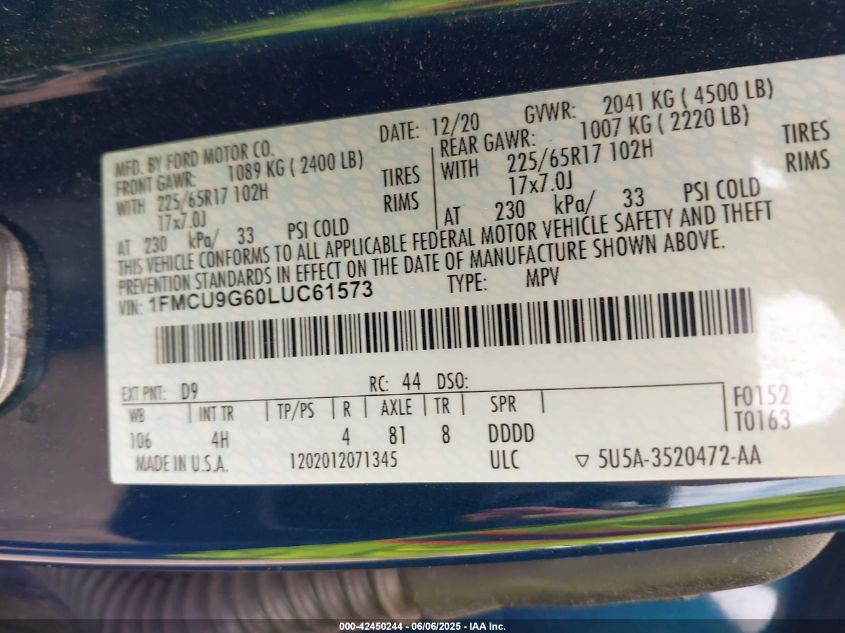 MFD. BY FORD MOTOR CO.
DATE: 12/20 GVWR: 2041 KG ( 4500 LB)
FRONT GAWR: 1089 KG ( 2400 LB) REAR GAWR: 1007 KG ( 2220 LB)
WITH 225/65R17 102H TIRES WITH 225/65R17 102H TIRES
17x7.0J RIMS 17x7.0J RIMS
AT 230 kPa/ 33 PSI COLD AT 230 kPa/ 33 PSI COLD
THIS VEHICLE CONFORMS TO ALL APPLICABLE FEDERAL MOTOR VEHICLE SAFETY AND THEFT
PREVENTION STANDARDS IN EFFECT ON THE DATE OF MANUFACTURE SHOWN ABOVE.
VIN: 1FMCU9G60LUC61573 TYPE: MPV
EXT PNT: D9 RC: 44 DSO:
WB INT TR TP/PS R AXLE TR SPR F0152
106 4H 4 81 8 DDDD T0163
MADE IN U.S.A. 1202012071345 ULC ▽ 5U5A-3520472-AA
000-42450244 - 06/06/2025 - IAA Inc.